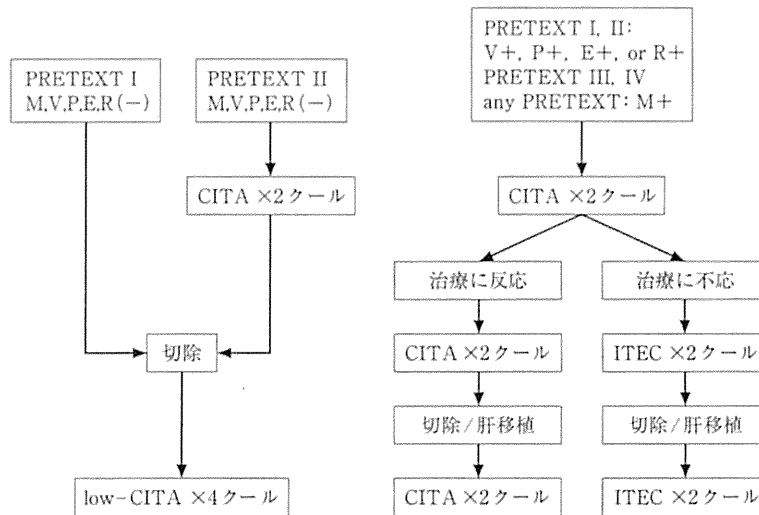 PRETEXT I
M,V,P,E,R(−)
PRETEXT II
M,V,P,E,R(−)
CITA ×2クール
切除
low-CITA ×4クール
PRETEXT I, II:
V+, P+, E+, or R+
PRETEXT III, IV
any PRETEXT: M+
CITA ×2クール
治療に反応
治療に不応
CITA ×2クール
ITEC ×2クール
切除/肝移植
切除/肝移植
CITA ×2クール
ITEC ×2クール